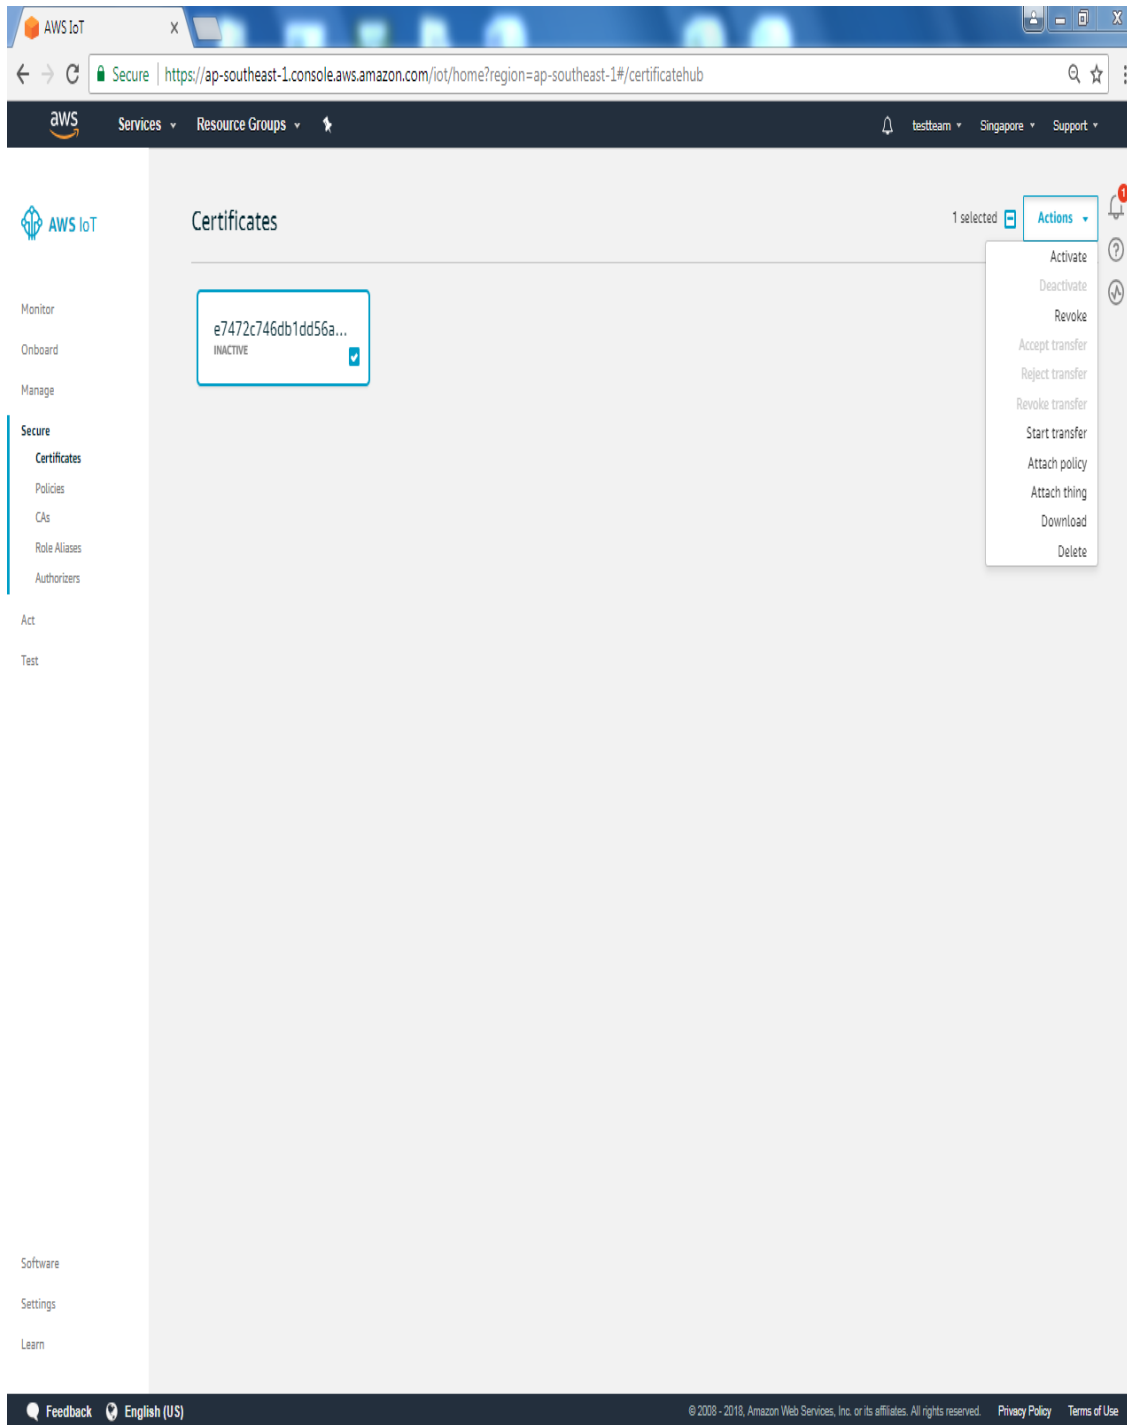 AWS IoT
Secure | https://ap-southeast-1.console.aws.amazon.com/iot/home?region=ap-southeast-1#/certificatehub
aws Services Resource Groups testteam Singapore Support
AWS IoT
Certificates
1 selected
Actions
1
Activate
Deactivate
Revoke
Accept transfer
Reject transfer
Revoke transfer
Start transfer
Attach policy
Attach thing
Download
Delete
e7472c746db1dd56a...
INACTIVE
Monitor
Onboard
Manage
Secure
Certificates
Policies
CAs
Role Aliases
Authorizers
Act
Test
Software
Settings
Learn
Feedback English (US) © 2008 - 2018, Amazon Web Services, Inc. or its affiliates. All rights reserved. Privacy Policy Terms of Use